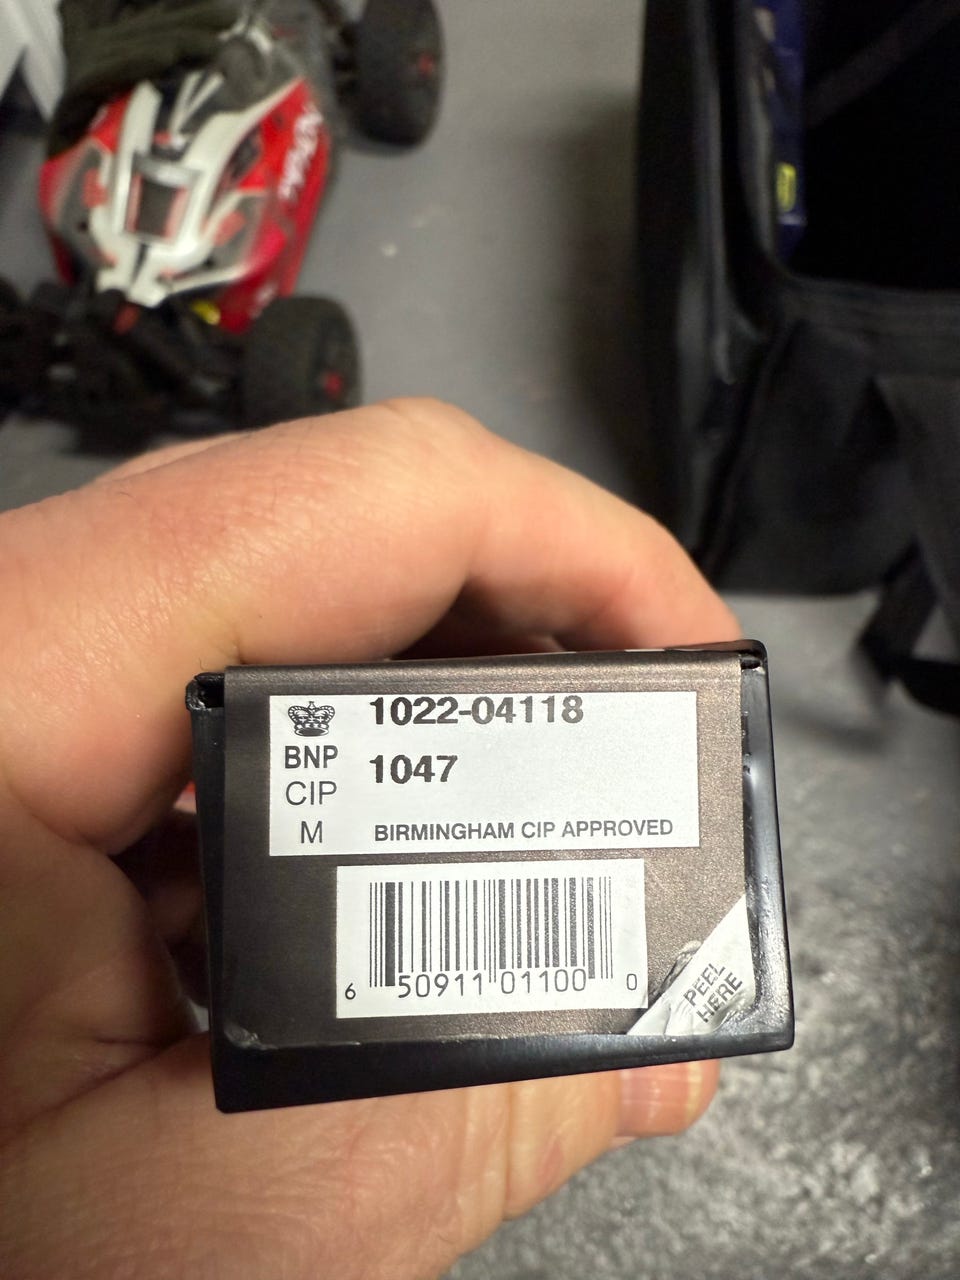 1022-04118
BNP
1047
CIP
M
BIRMINGHAM CIP APPROVED
6 50911 01100 0
PEEL
HERE